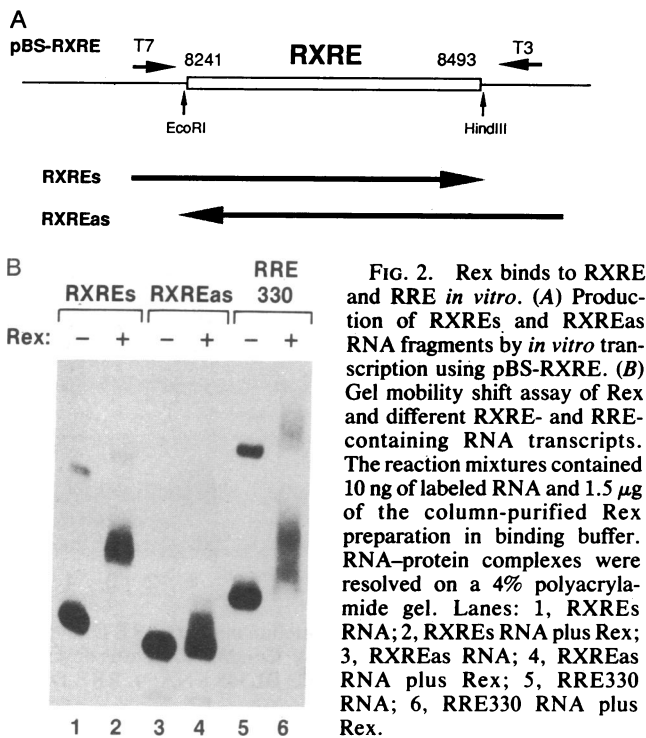 A
pBS-RXRE T7 8241 RXRE 8493 T3
EcoRI HindIII
RXREs
RXREas
B
RXREs RXREas RRE 330
Rex: − + − + − +
1 2 3 4 5 6
FIG. 2. Rex binds to RXRE
and RRE in vitro. (A) Produc-
tion of RXREs and RXREas
RNA fragments by in vitro tran-
scription using pBS-RXRE. (B)
Gel mobility shift assay of Rex
and different RXRE- and RRE-
containing RNA transcripts.
The reaction mixtures contained
10 ng of labeled RNA and 1.5 μg
of the column-purified Rex
preparation in binding buffer.
RNA–protein complexes were
resolved on a 4% polyacryla-
mide gel. Lanes: 1, RXREs
RNA; 2, RXREs RNA plus Rex;
3, RXREas RNA; 4, RXREas
RNA plus Rex; 5, RRE330
RNA; 6, RRE330 RNA plus
Rex.